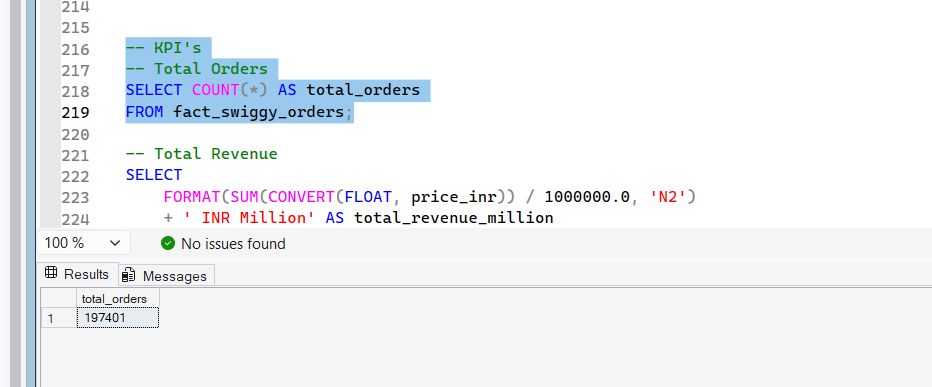 214
215
216 -- KPI's
217 -- Total Orders
218 SELECT COUNT(*) AS total_orders
219 FROM fact_swiggy_orders;
220
221 -- Total Revenue
222 SELECT
223 FORMAT(SUM(CONVERT(FLOAT, price_inr)) / 1000000.0, 'N2')
224 + ' INR Million' AS total_revenue_million
100 % No issues found
Results Messages
total_orders
1 197401